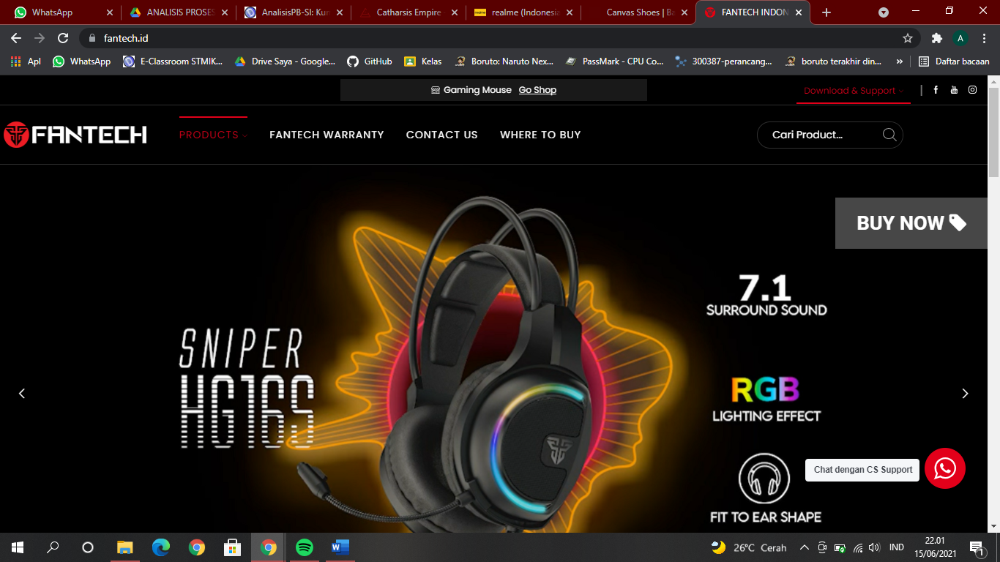 WhatsApp
ANALISIS PROSES
AnalisisPB-SI: Kum
Catharsis Empire
realme (Indonesia
Canvas Shoes | Ba
FANTECH INDON
fantech.id
A
Apl
WhatsApp
E-Classroom STMIK...
Drive Saya - Google...
GitHub
Kelas
Boruto: Naruto Nex...
PassMark - CPU Co...
300387-perancang...
boruto terakhir din...
»
Daftar bacaan
Gaming Mouse Go Shop
Download & Support
FANTECH
PRODUCTS
FANTECH WARRANTY
CONTACT US
WHERE TO BUY
Cari Product...
BUY NOW
7.1
SURROUND SOUND
SNIPER
HG16S
RGB
LIGHTING EFFECT
Chat dengan CS Support
FIT TO EAR SHAPE
26°C Cerah
IND
22.01
15/06/2021
1